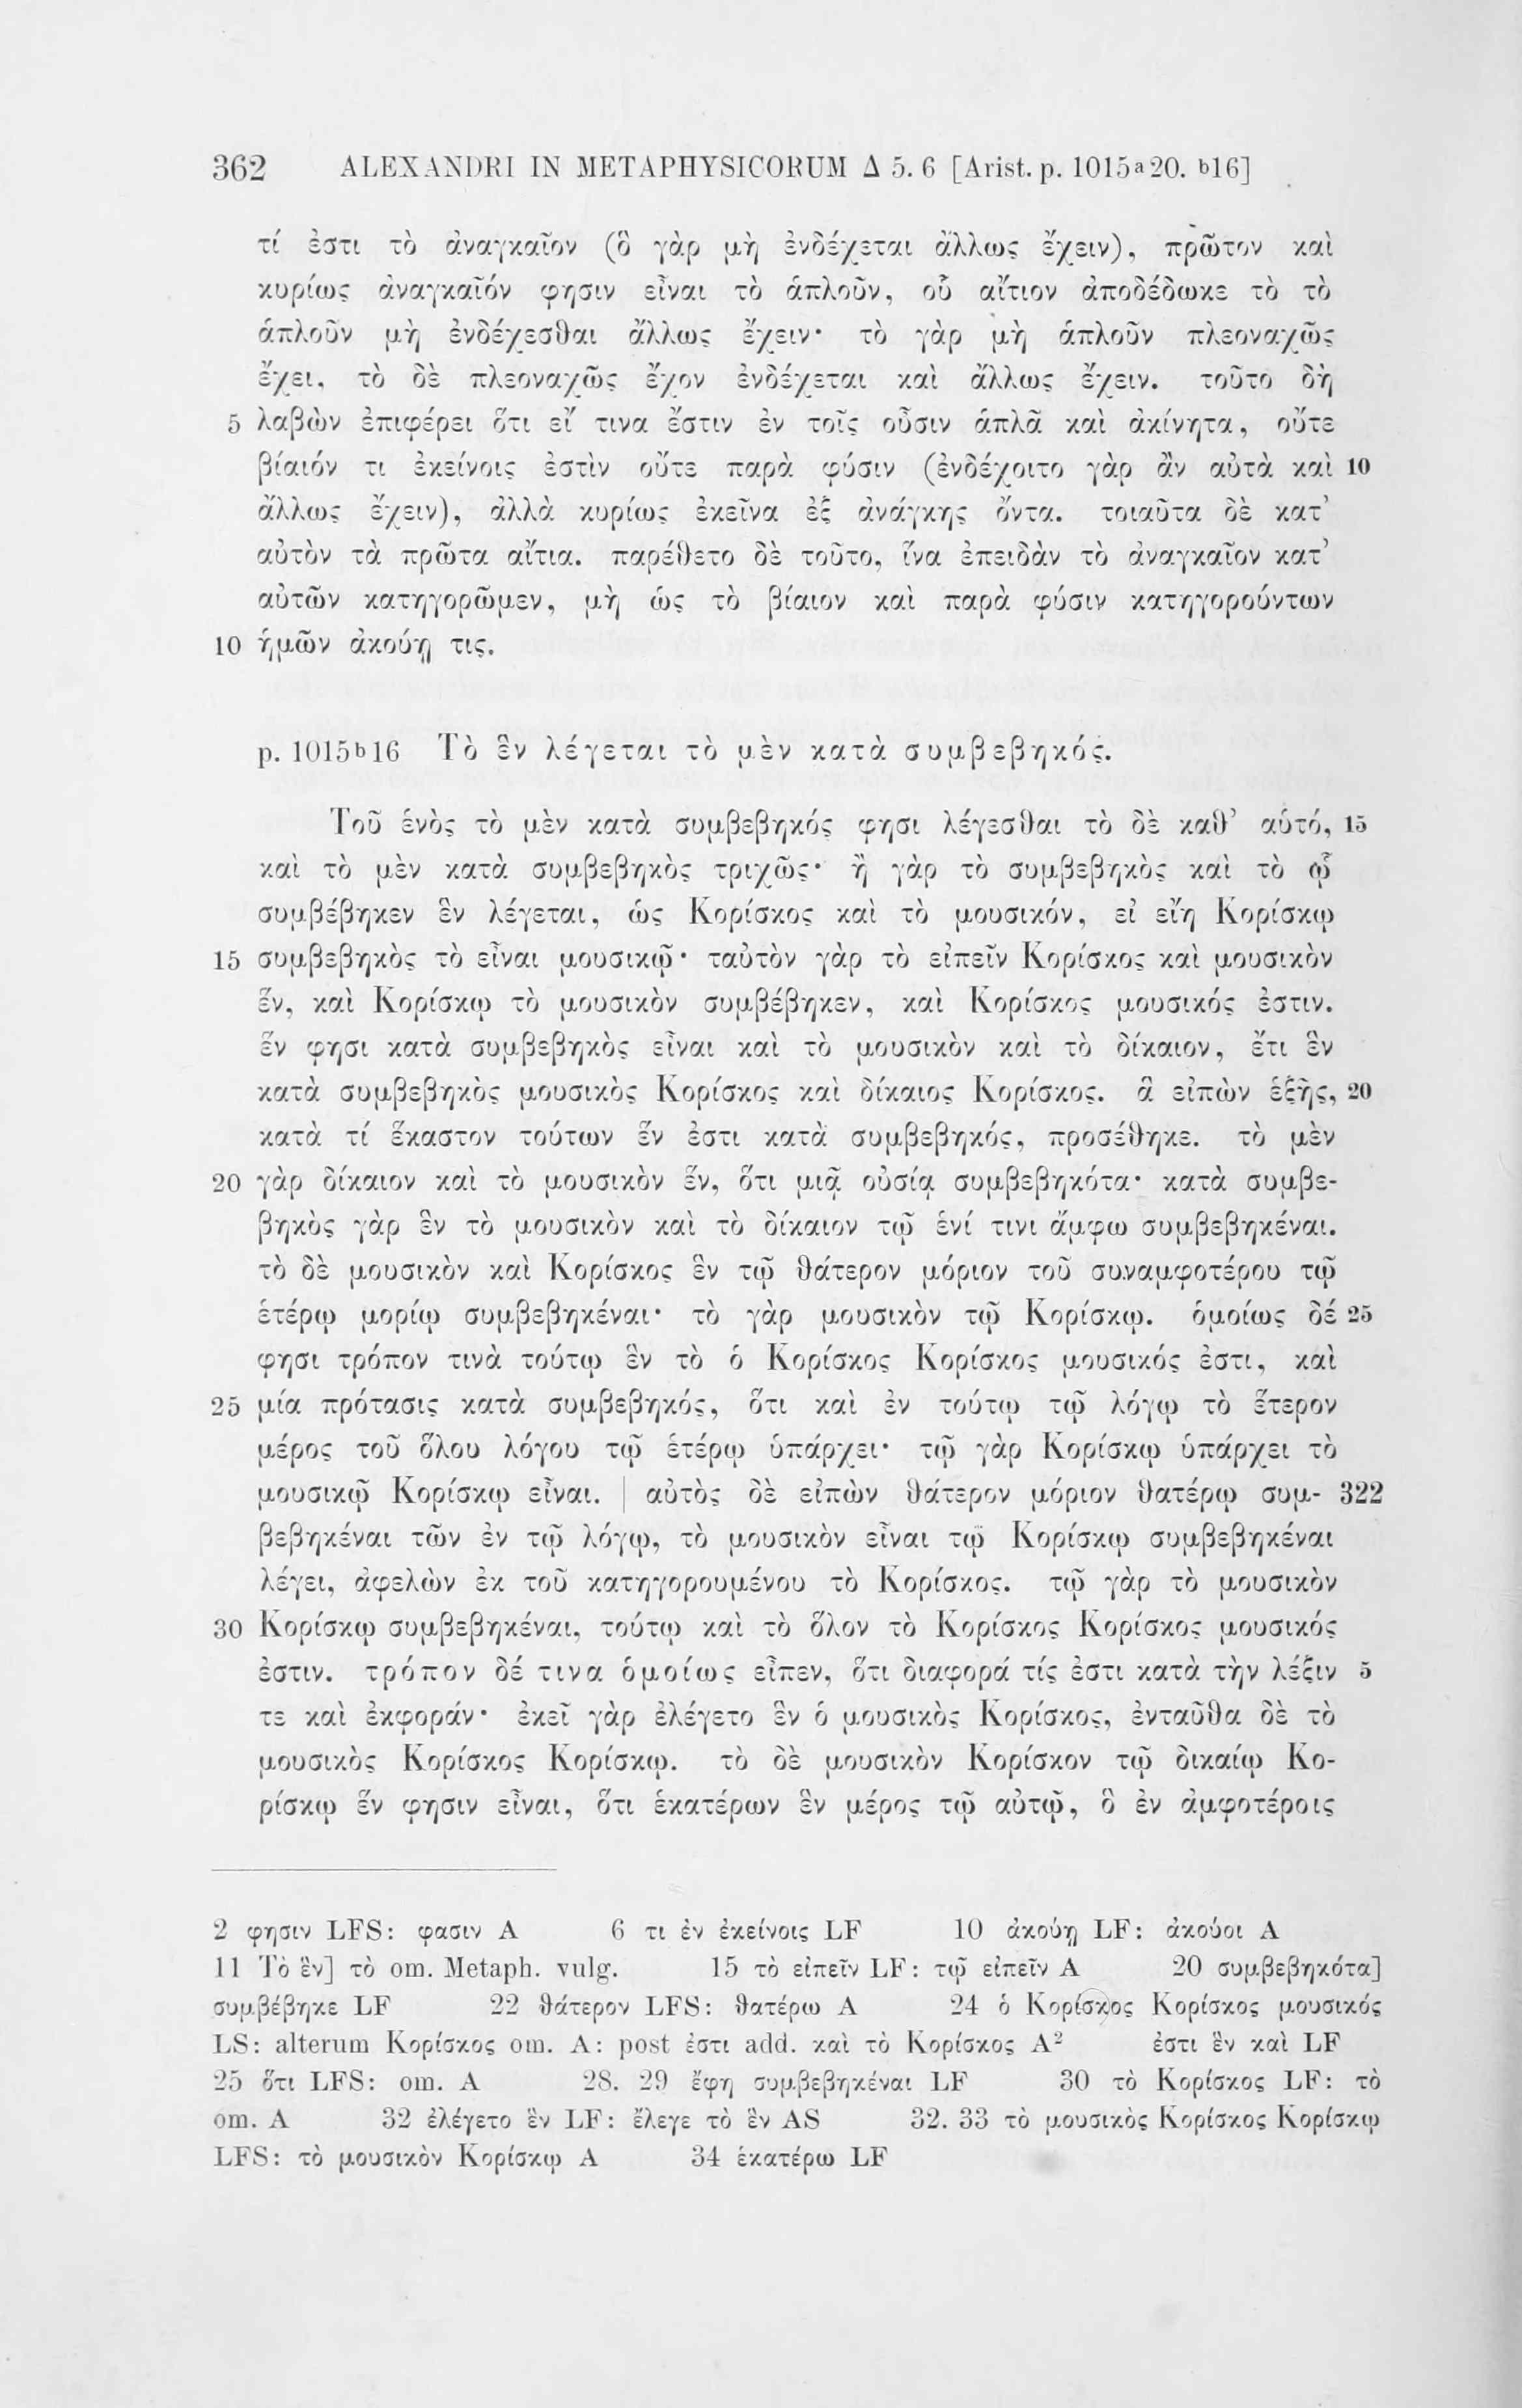 362 ALEXANDRI IN METAPHYSICORUM Δ 5. 6 [Arist. p. 1015a20. b16]
τί ἐστι τὸ ἀναγκαῖον (ὃ γὰρ μὴ ἐνδέχεται ἄλλως ἔχειν), πρῶτον καὶ
κυρίως ἀναγκαῖόν φησιν εἶναι τὸ ἁπλοῦν, οὗ αἴτιον ἀποδέδωκε τὸ τὸ
ἁπλοῦν μὴ ἐνδέχεσθαι ἄλλως ἔχειν· τὸ γὰρ μὴ ἁπλοῦν πλεοναχῶς
ἔχει, τὸ δὲ πλεοναχῶς ἔχον ἐνδέχεται καὶ ἄλλως ἔχειν. τοῦτο δὴ
5 λαβὼν ἐπιφέρει ὅτι εἴ τινα ἔστιν ἐν τοῖς οὖσιν ἁπλᾶ καὶ ἀκίνητα, οὔτε
βίαιόν τι ἐκείνοις ἐστὶν οὔτε παρὰ φύσιν (ἐνδέχοιτο γὰρ ἂν αὐτὰ καὶ 10
ἄλλως ἔχειν), ἀλλὰ κυρίως ἐκεῖνα ἐξ ἀνάγκης ὄντα. τοιαῦτα δὲ κατ’
αὐτὸν τὰ πρῶτα αἴτια. παρέθετο δὲ τοῦτο, ἵνα ἐπειδὰν τὸ ἀναγκαῖον κατ’
αὐτῶν κατηγορῶμεν, μὴ ὡς τὸ βίαιον καὶ παρὰ φύσιν κατηγορούντων
10 ἡμῶν ἀκούῃ τις.
p. 1015b16 Τὸ ἓν λέγεται τὸ μὲν κατὰ συμβεβηκός.
Τοῦ ἑνὸς τὸ μὲν κατὰ συμβεβηκός φησι λέγεσθαι τὸ δὲ καθ’ αὑτό, 15
καὶ τὸ μὲν κατὰ συμβεβηκὸς τριχῶς· ἢ γὰρ τὸ συμβεβηκὸς καὶ τὸ ᾧ
συμβέβηκεν ἓν λέγεται, ὡς Κορίσκος καὶ τὸ μουσικόν, εἰ εἴη Κορίσκῳ
15 συμβεβηκὸς τὸ εἶναι μουσικῷ· ταὐτὸν γὰρ τὸ εἰπεῖν Κορίσκος καὶ μουσικὸν
ἕν, καὶ Κορίσκῳ τὸ μουσικὸν συμβέβηκεν, καὶ Κορίσκος μουσικός ἐστιν.
ἕν φησι κατὰ συμβεβηκὸς εἶναι καὶ τὸ μουσικὸν καὶ τὸ δίκαιον, ἔτι ἓν
κατὰ συμβεβηκὸς μουσικὸς Κορίσκος καὶ δίκαιος Κορίσκος. ἃ εἰπὼν ἑξῆς, 20
κατὰ τί ἕκαστον τούτων ἕν ἐστι κατὰ συμβεβηκός, προσέθηκε. τὸ μὲν
20 γὰρ δίκαιον καὶ τὸ μουσικὸν ἕν, ὅτι μιᾷ οὐσίᾳ συμβεβηκότα· κατὰ συμβε-
βηκὸς γὰρ ἓν τὸ μουσικὸν καὶ τὸ δίκαιον τῷ ἑνί τινι ἄμφω συμβεβηκέναι.
τὸ δὲ μουσικὸν καὶ Κορίσκος ἓν τῷ θάτερον μόριον τοῦ συναμφοτέρου τῷ
ἑτέρῳ μορίῳ συμβεβηκέναι· τὸ γὰρ μουσικὸν τῷ Κορίσκῳ. ὁμοίως δέ 25
φησι τρόπον τινὰ τούτῳ ἓν τὸ ὁ Κορίσκος Κορίσκος μουσικός ἐστι, καὶ
25 μία πρότασις κατὰ συμβεβηκός, ὅτι καὶ ἐν τούτῳ τῷ λόγῳ τὸ ἕτερον
μέρος τοῦ ὅλου λόγου τῷ ἑτέρῳ ὑπάρχει· τῷ γὰρ Κορίσκῳ ὑπάρχει τὸ
μουσικῷ Κορίσκῳ εἶναι. | αὐτὸς δὲ εἰπὼν θάτερον μόριον θατέρῳ συμ- 322
βεβηκέναι τῶν ἐν τῷ λόγῳ, τὸ μουσικὸν εἶναι τῷ Κορίσκῳ συμβεβηκέναι
λέγει, ἀφελὼν ἐκ τοῦ κατηγορουμένου τὸ Κορίσκος. τῷ γὰρ τὸ μουσικὸν
30 Κορίσκῳ συμβεβηκέναι, τούτῳ καὶ τὸ ὅλον τὸ Κορίσκος Κορίσκος μουσικός
ἐστιν. τρόπον δέ τινα ὁμοίως εἶπεν, ὅτι διαφορά τίς ἐστι κατὰ τὴν λέξιν 5
τε καὶ ἐκφοράν· ἐκεῖ γὰρ ἐλέγετο ἓν ὁ μουσικὸς Κορίσκος, ἐνταῦθα δὲ τὸ
μουσικὸς Κορίσκος Κορίσκῳ. τὸ δὲ μουσικὸν Κορίσκον τῷ δικαίῳ Κο-
ρίσκῳ ἕν φησιν εἶναι, ὅτι ἑκατέρων ἓν μέρος τῷ αὐτῷ, ὃ ἐν ἀμφοτέροις
2 φησιν LFS: φασιν A 6 τι ἐν ἐκείνοις LF 10 ἀκούῃ LF: ἀκούοι A
11 Τὸ ἓν] τὸ om. Metaph. vulg. 15 τὸ εἰπεῖν LF: τῷ εἰπεῖν A 20 συμβεβηκότα]
συμβέβηκε LF 22 θάτερον LFS: θατέρω A 24 ὁ Κορίσκος Κορίσκος μουσικός
LS: alterum Κορίσκος om. A: post ἐστι add. καὶ τὸ Κορίσκος A² ἐστι ἓν καὶ LF
25 ὅτι LFS: om. A 28. 29 ἔφη συμβεβηκέναι LF 30 τὸ Κορίσκος LF: τὸ
om. A 32 ἐλέγετο ἓν LF: ἔλεγε τὸ ἓν AS 32. 33 τὸ μουσικὸς Κορίσκος Κορίσκῳ
LFS: τὸ μουσικὸν Κορίσκῳ A 34 ἑκατέρω LF